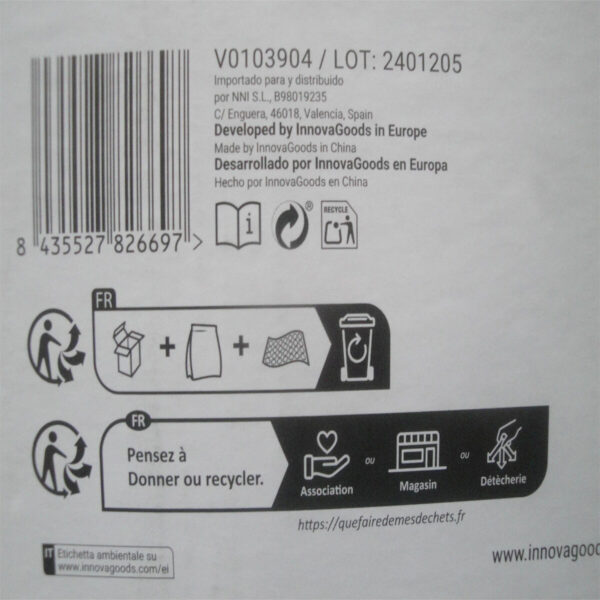 V0103904 / LOT: 2401205
Importado para y distribuido
por NNI S.L., B98019235
C/ Enguera, 46018, Valencia, Spain
Developed by InnovaGoods in Europe
Made by InnovaGoods in China
Desarrollado por InnovaGoods en Europa
Hecho por InnovaGoods en China
8 435527 826697 >
i ® RECYCLE
FR
+ +
FR
Pensez à
Donner ou recycler.
Association ou Magasin ou Détècherie
https://quefairedemesdechets.fr
IT Etichetta ambientale su
www.innovagoods.com/ei
www.innovagoo